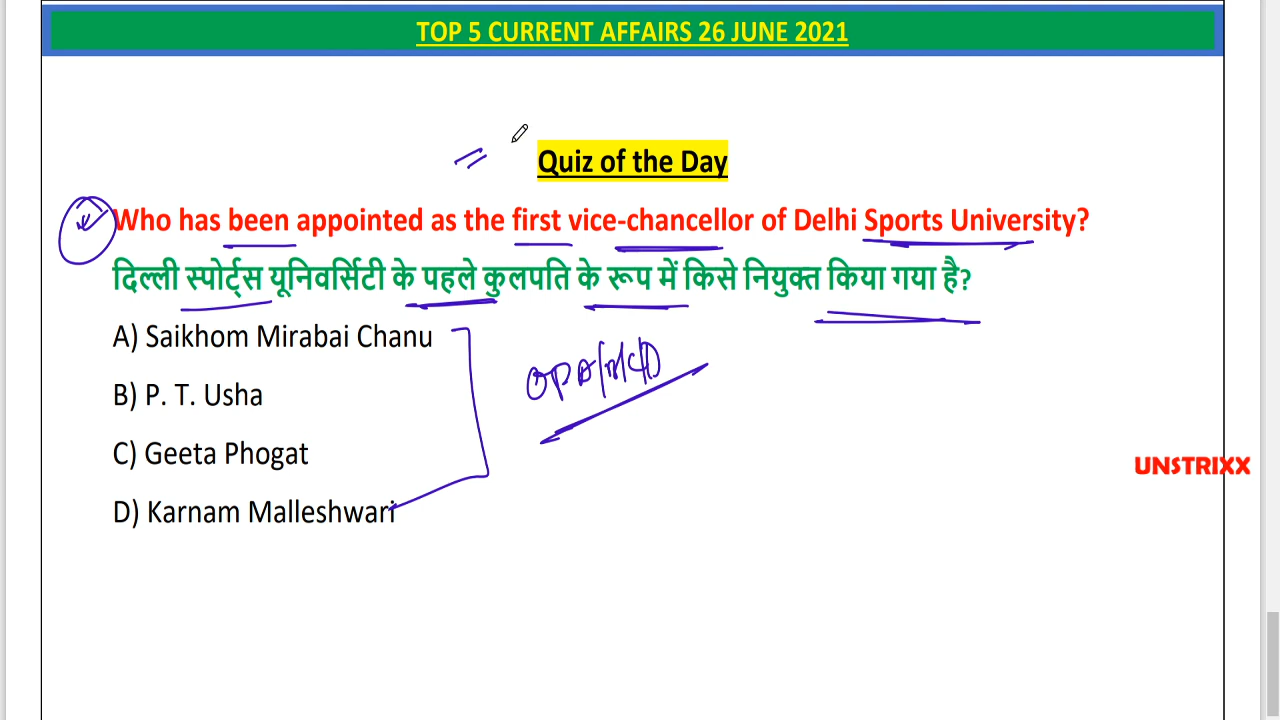 TOP 5 CURRENT AFFAIRS 26 JUNE 2021
Quiz of the Day
Who has been appointed as the first vice-chancellor of Delhi Sports University?
दिल्ली स्पोर्ट्स यूनिवर्सिटी के पहले कुलपति के रूप में किसे नियुक्त किया गया है?
A) Saikhom Mirabai Chanu
B) P. T. Usha
C) Geeta Phogat
D) Karnam Malleshwari
UNSTRIXX